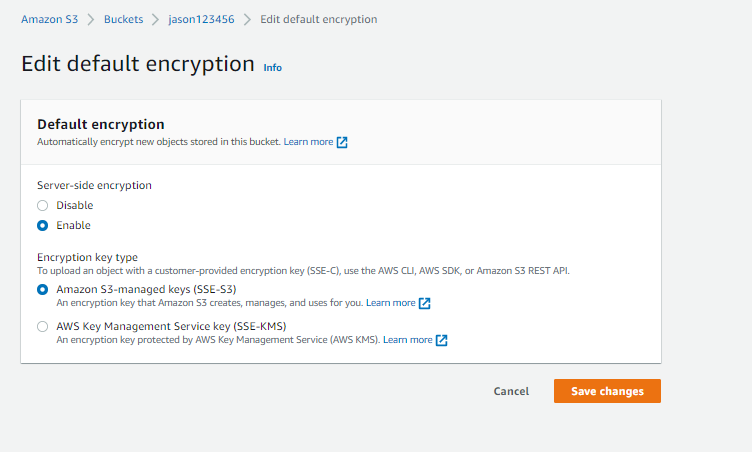 Amazon S3 > Buckets > jason123456 > Edit default encryption
Edit default encryption Info
Default encryption
Automatically encrypt new objects stored in this bucket. Learn more
Server-side encryption
Disable
Enable
Encryption key type
To upload an object with a customer-provided encryption key (SSE-C), use the AWS CLI, AWS SDK, or Amazon S3 REST API.
Amazon S3-managed keys (SSE-S3)
An encryption key that Amazon S3 creates, manages, and uses for you. Learn more
AWS Key Management Service key (SSE-KMS)
An encryption key protected by AWS Key Management Service (AWS KMS). Learn more
Cancel Save changes